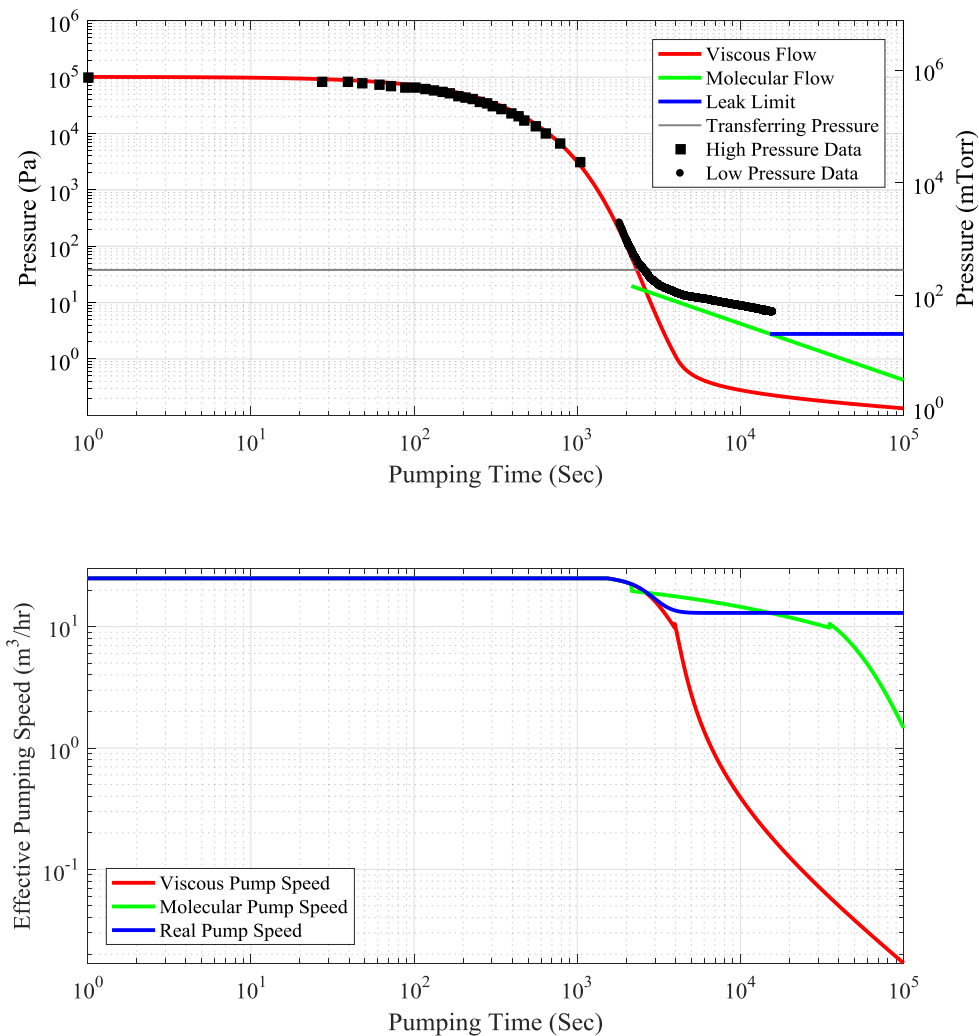 10^6
10^5
10^4
10^3
10^2
10^1
10^0
Pressure (Pa)
Viscous Flow
Molecular Flow
Leak Limit
Transferring Pressure
High Pressure Data
Low Pressure Data
10^6
10^4
10^2
10^0
Pressure (mTorr)
10^0 10^1 10^2 10^3 10^4 10^5
Pumping Time (Sec)
10^1
10^0
10^-1
Effective Pumping Speed (m^3/hr)
Viscous Pump Speed
Molecular Pump Speed
Real Pump Speed
10^0 10^1 10^2 10^3 10^4 10^5
Pumping Time (Sec)